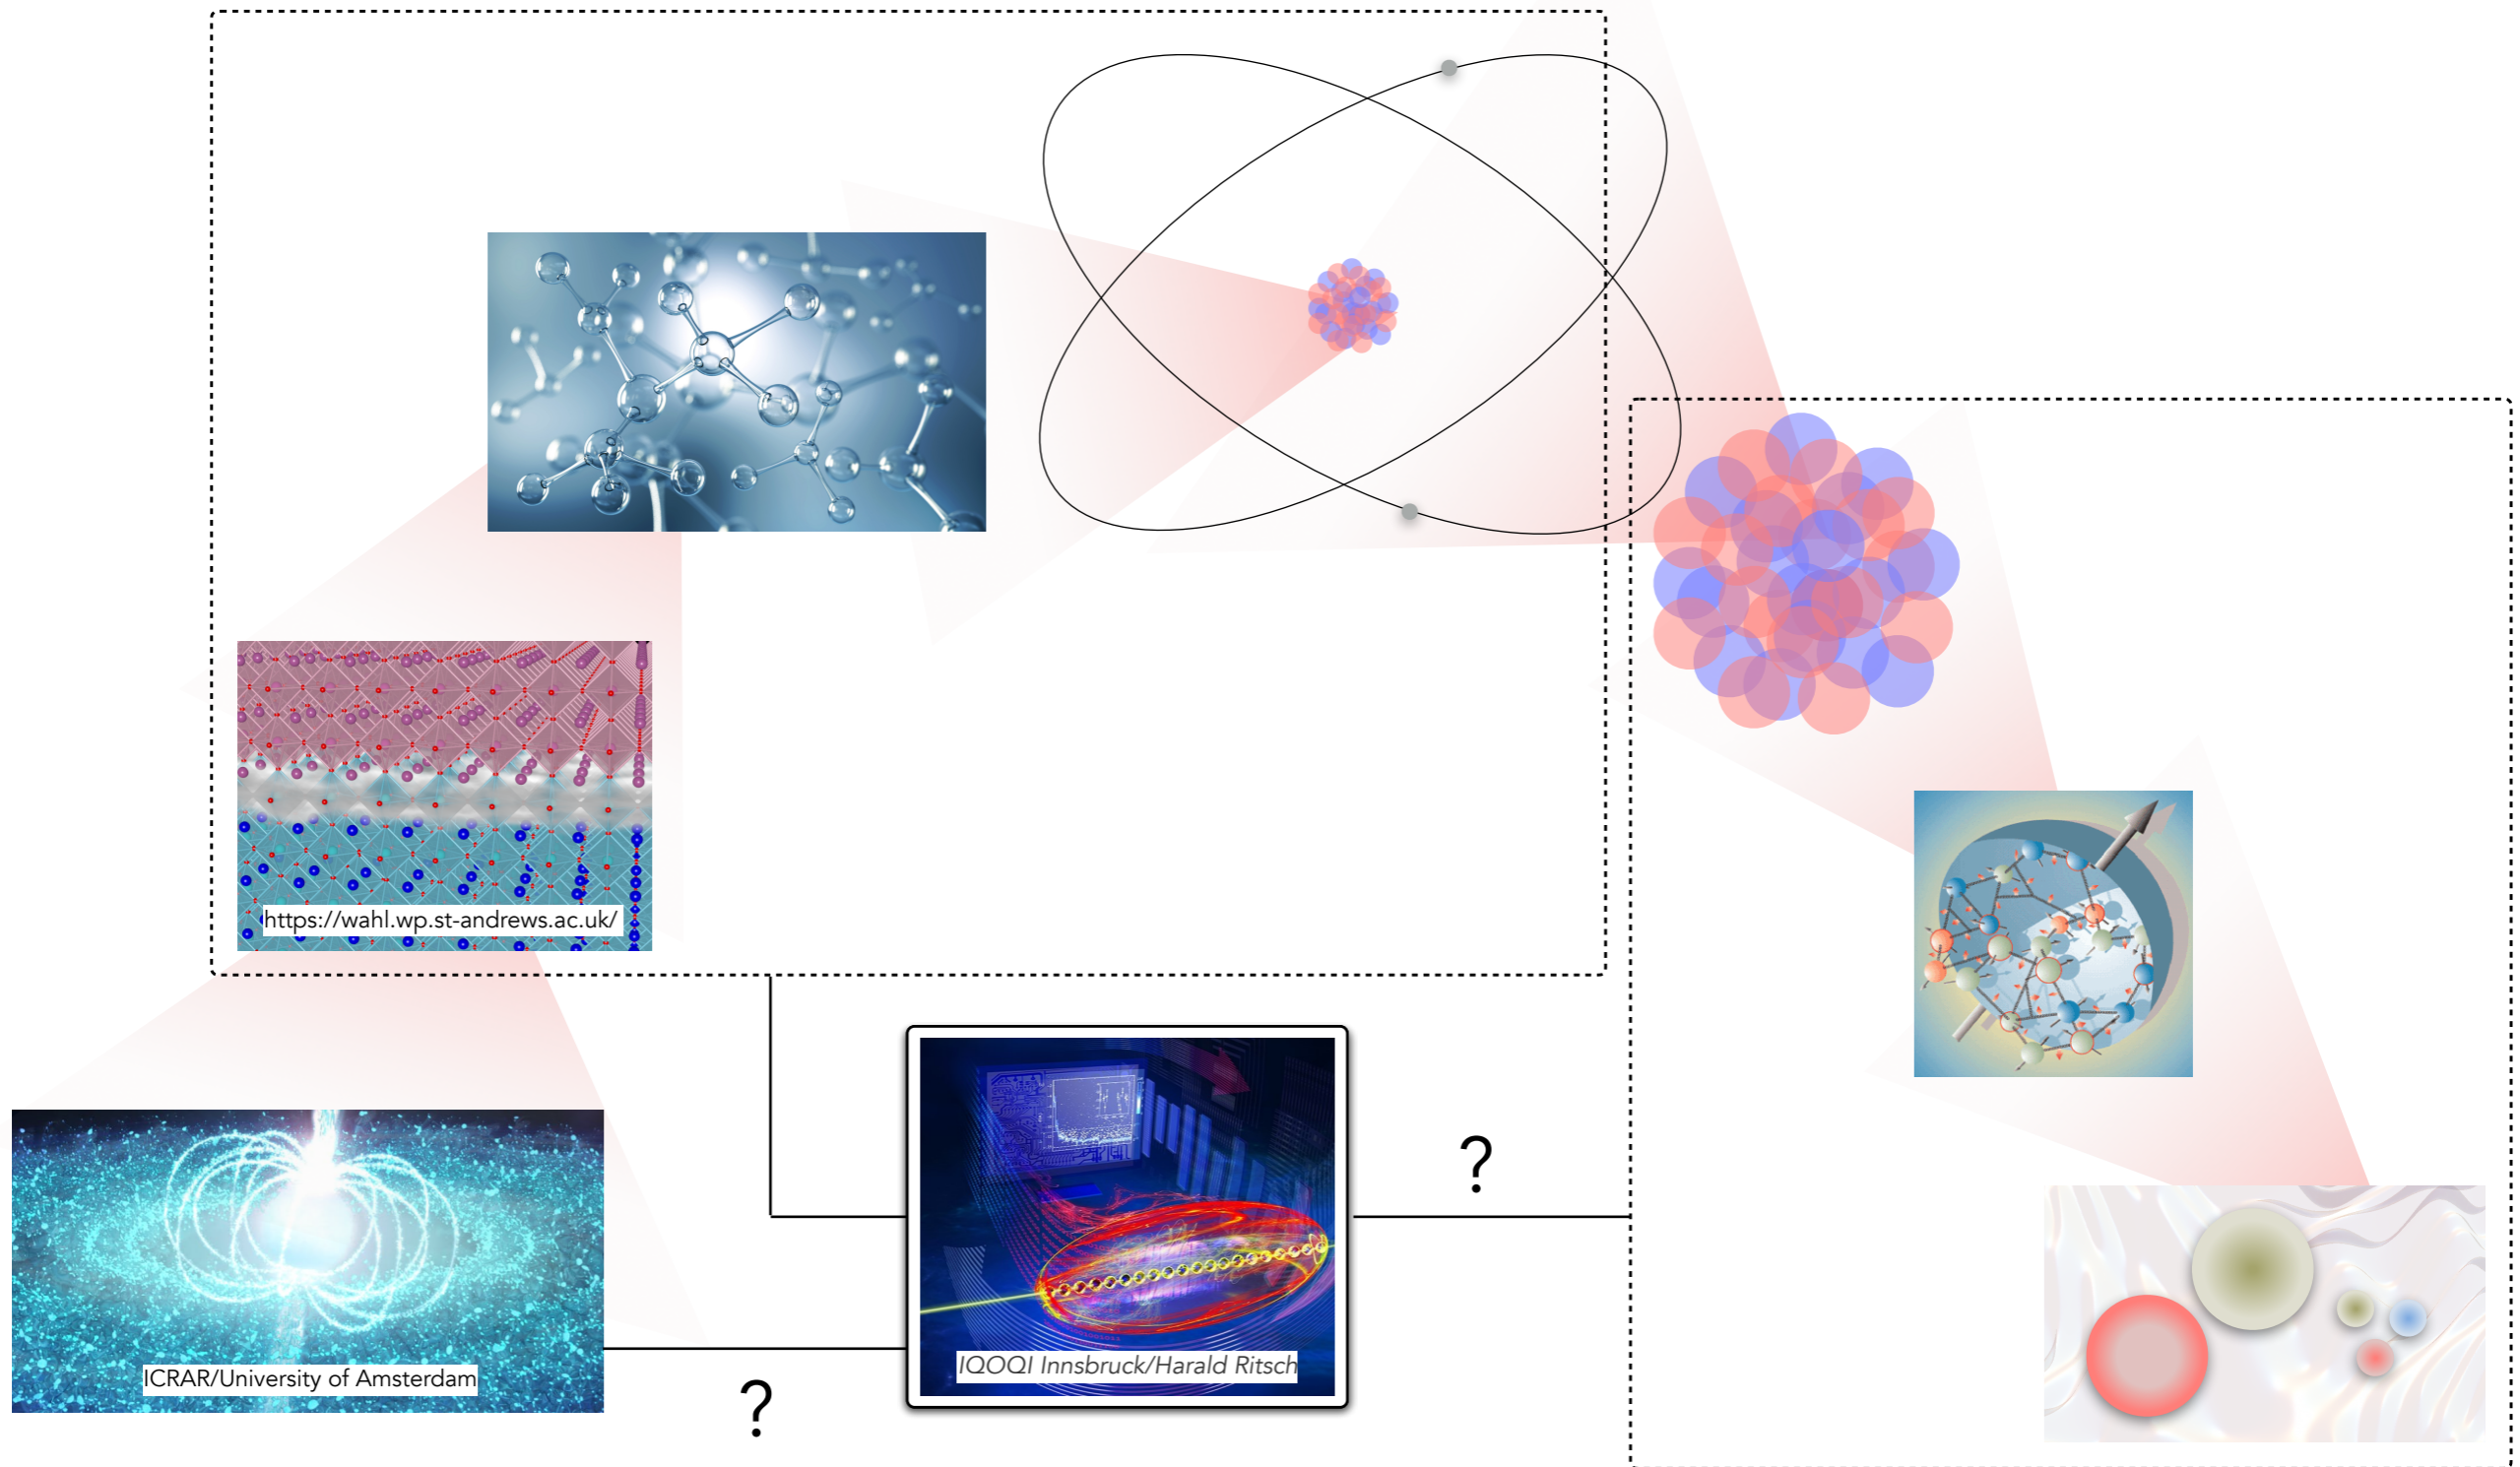 https://wahl.wp.st-andrews.ac.uk/
?
ICRAR/University of Amsterdam
IQOQI Innsbruck/Harald Ritsch
?